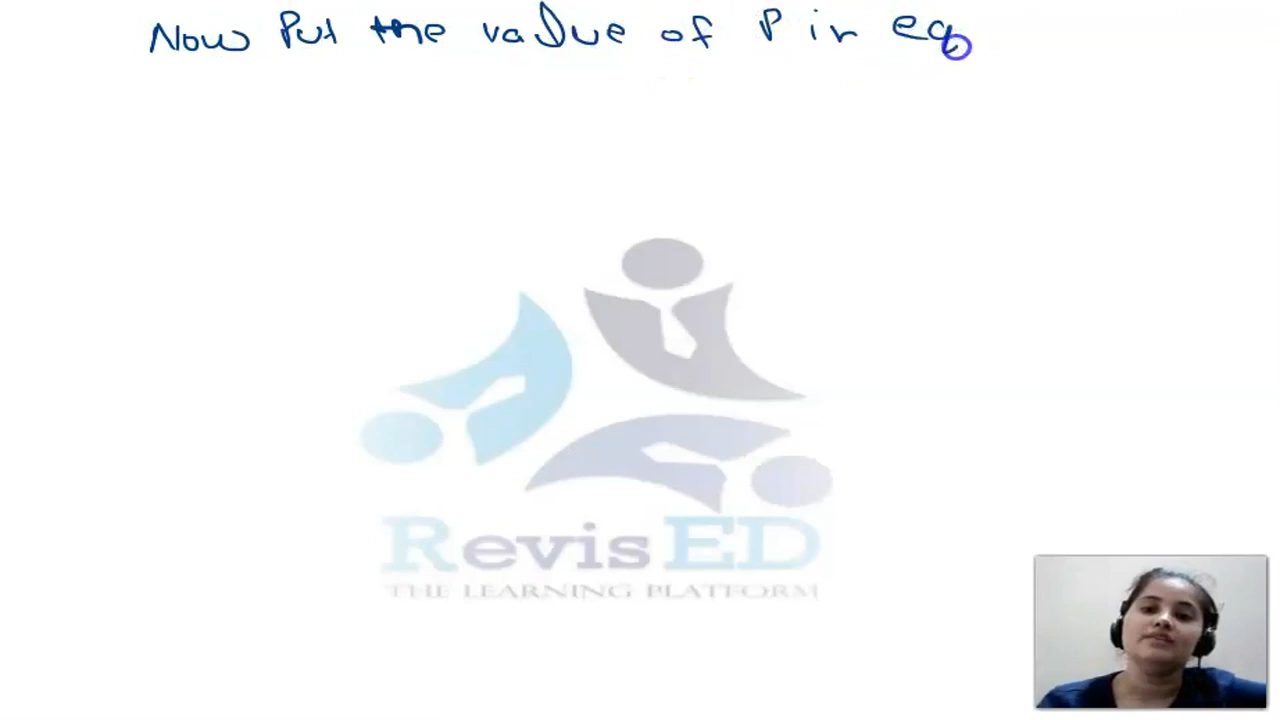 Now Put the value of P in eq
RevisED
THE LEARNING PLATFORM